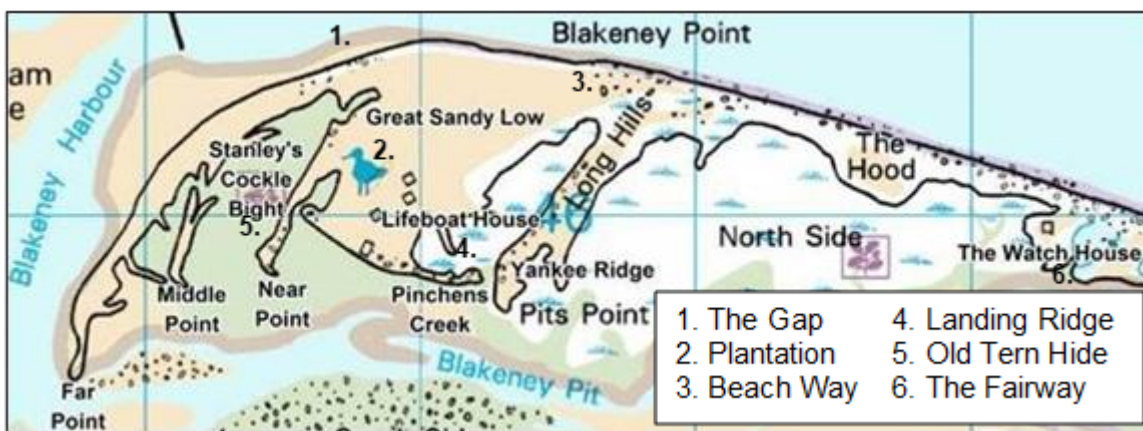 1.
Blakeney Point
am
e
Blakeney Harbour
3.
Great Sandy Low
Long Hills
Stanley's
Cockle
Bight
2.
The
Hood
5.
Lifeboat House
4.
North Side
The Watch House
6.
Yankee Ridge
Middle
Point
Near
Point
Pinchens
Creek
Pits Point
Far
Point
Blakeney Pit
1. The Gap
2. Plantation
3. Beach Way
4. Landing Ridge
5. Old Tern Hide
6. The Fairway